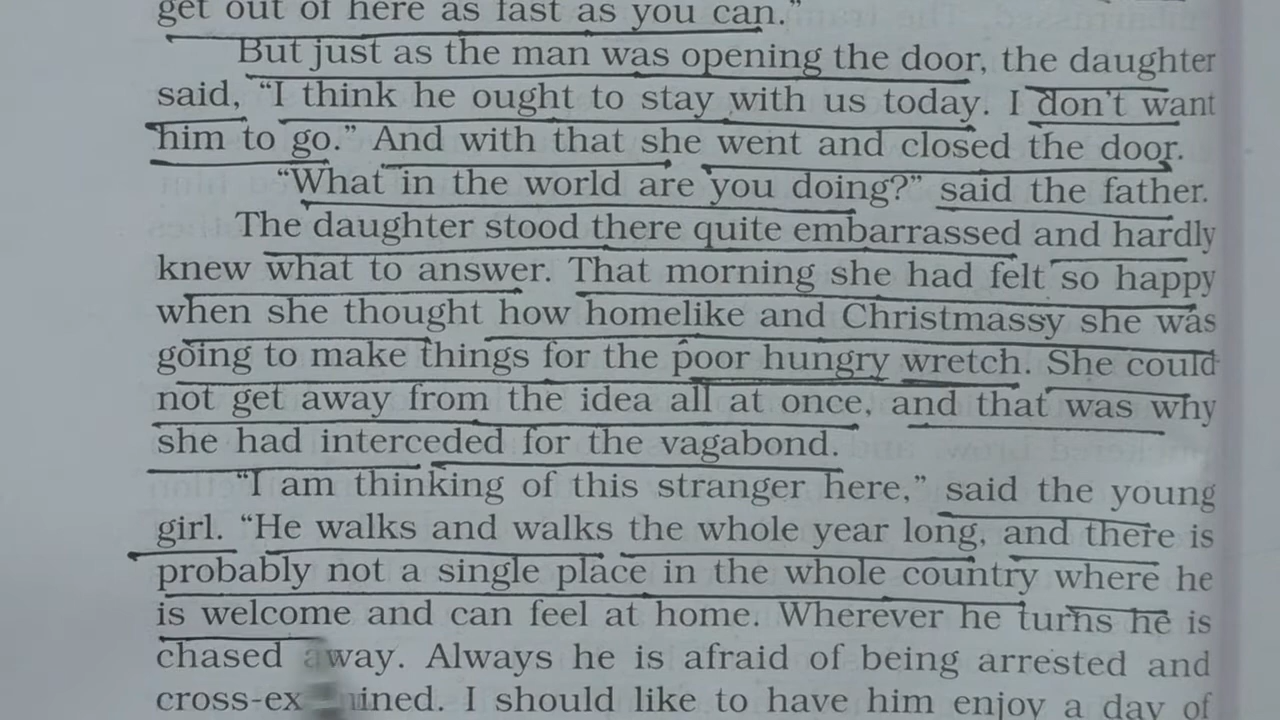 get out of here as fast as you can.”
But just as the man was opening the door, the daughter
said, “I think he ought to stay with us today. I don’t want
him to go.” And with that she went and closed the door.
“What in the world are you doing?” said the father.
The daughter stood there quite embarrassed and hardly
knew what to answer. That morning she had felt so happy
when she thought how homelike and Christmassy she was
going to make things for the poor hungry wretch. She could
not get away from the idea all at once, and that was why
she had interceded for the vagabond.
“I am thinking of this stranger here,” said the young
girl. “He walks and walks the whole year long, and there is
probably not a single place in the whole country where he
is welcome and can feel at home. Wherever he turns he is
chased away. Always he is afraid of being arrested and
I should like to have him enjoy a day of